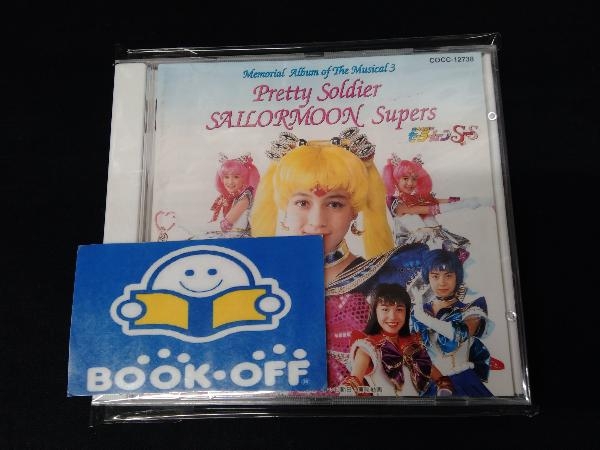 COCC-12738
Memorial Album of The Musical 3
Pretty Soldier
SAILORMOON Supers
BOOK・OFF